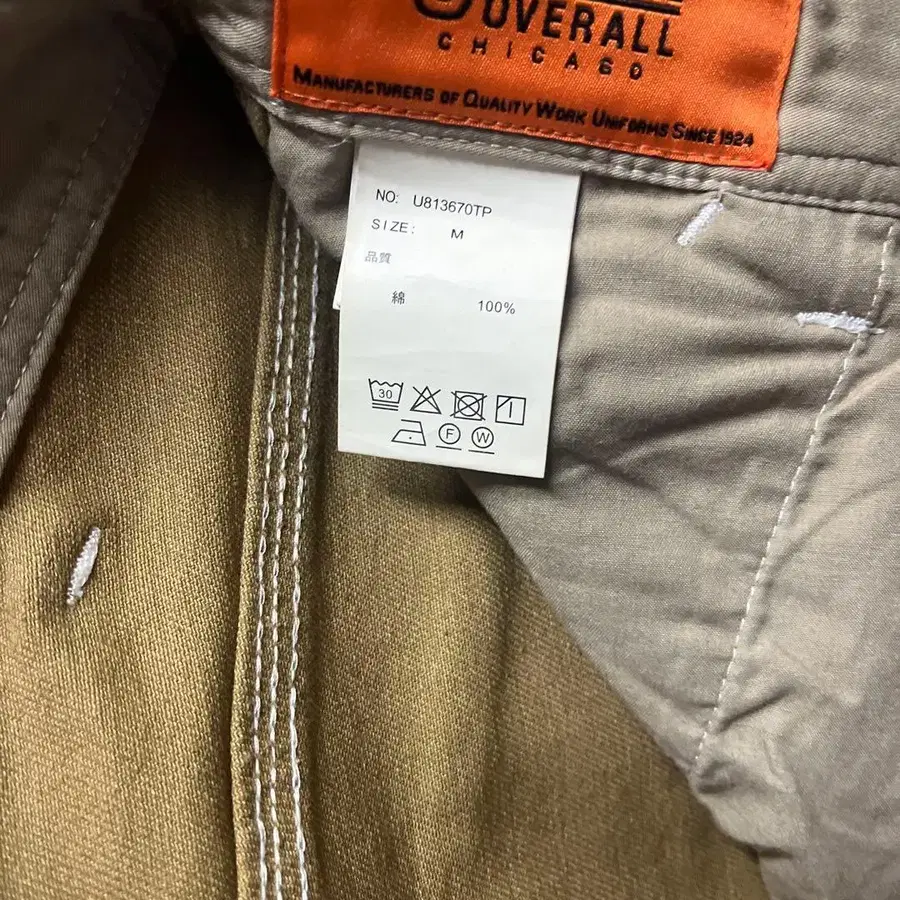 OVERALL
CHICAGO
MANUFACTURERS OF QUALITY WORK UNIFORMS SINCE 1924
NO: U813670TP
SIZE: M
品質
綿 100%
30
F W